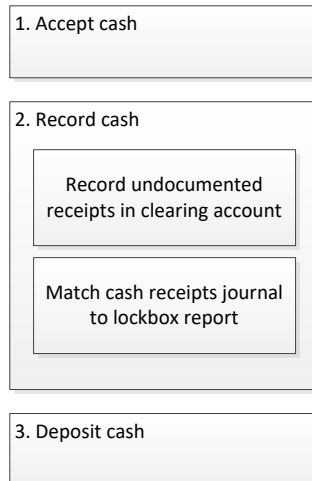 1. Accept cash
2. Record cash
Record undocumented
receipts in clearing account
Match cash receipts journal
to lockbox report
3. Deposit cash